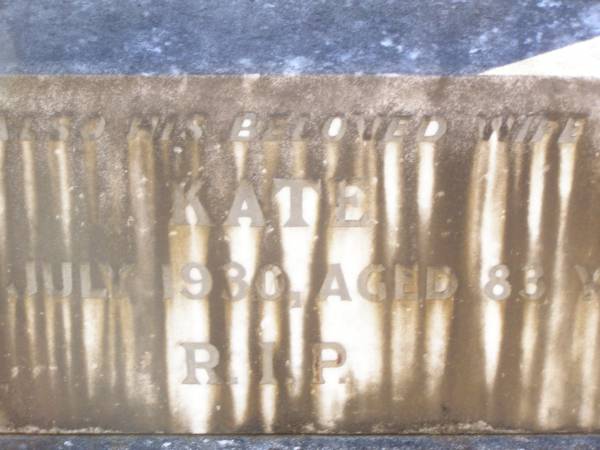 ALSO HIS BELOVED WIFE
KATE
JULY 1930, AGED 83
R.I.P.